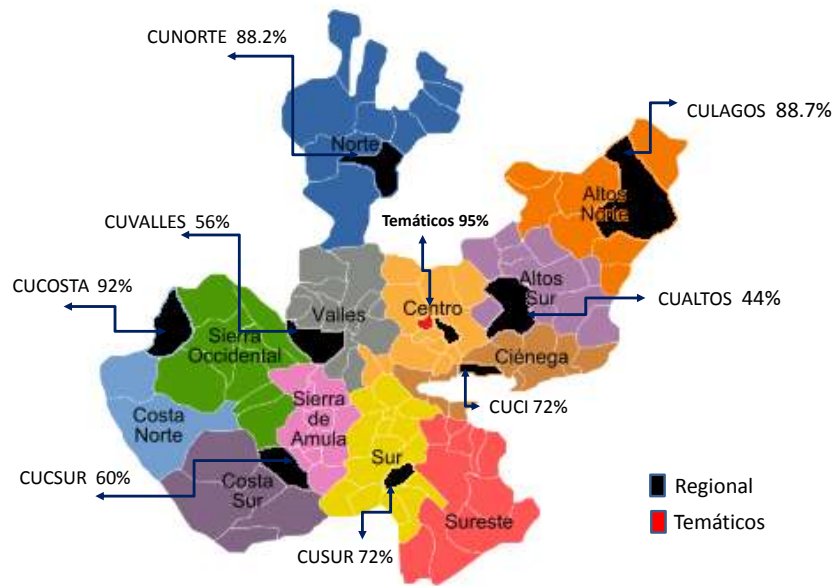 CUNORTE 88.2%
CULAGOS 88.7%
Norte
Altos
Norte
CUVALLES 56%
Temáticos 95%
CUCOSTA 92%
Valles
Centro
Altos
Sur
CUALTOS 44%
Sierra
Occidental
Ciénega
Costa
Norte
Sierra
de
Amula
CUCI 72%
CUCSUR 60%
Costa
Sur
Sur
Sureste
Regional
Temáticos
CUSUR 72%